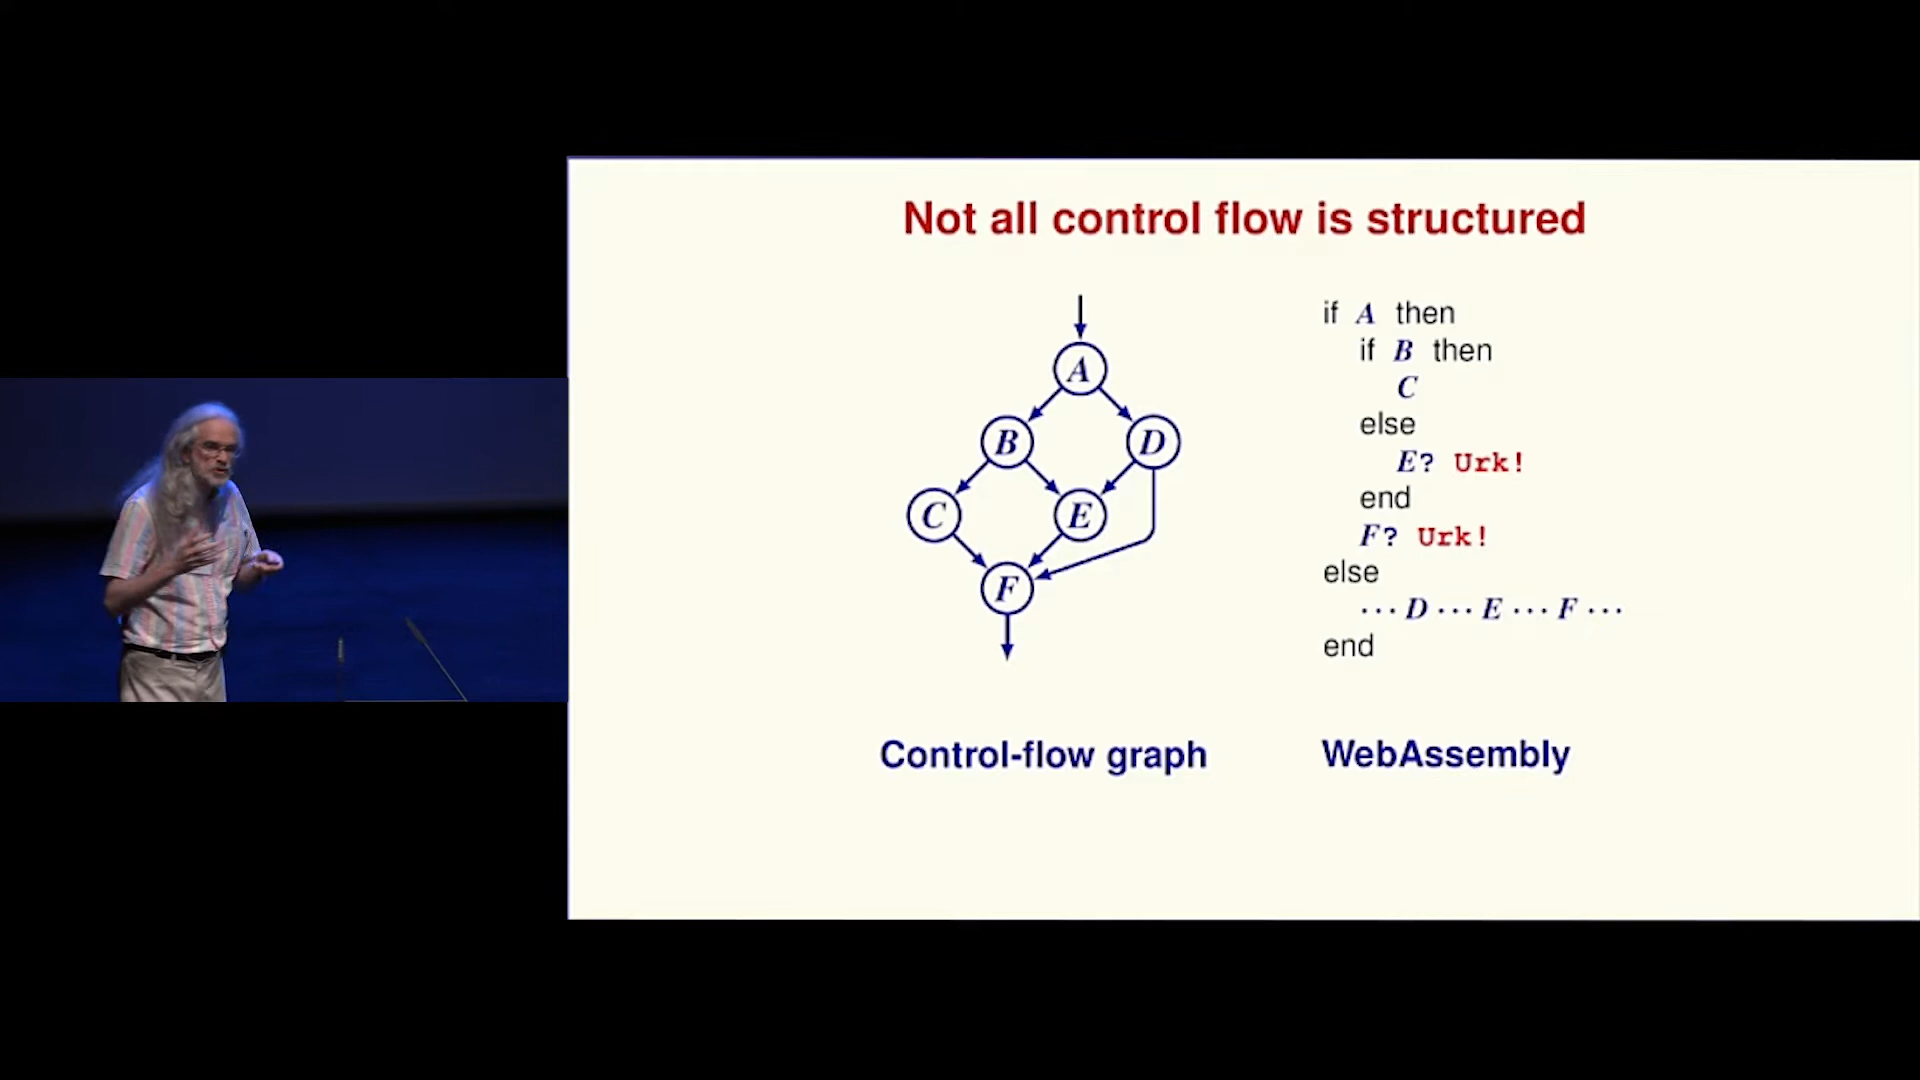 Not all control flow is structured
A
B D
C E
F
if A then
if B then
C
else
E? Urk!
end
F? Urk!
else
··· D ··· E ··· F ···
end
Control-flow graph
WebAssembly